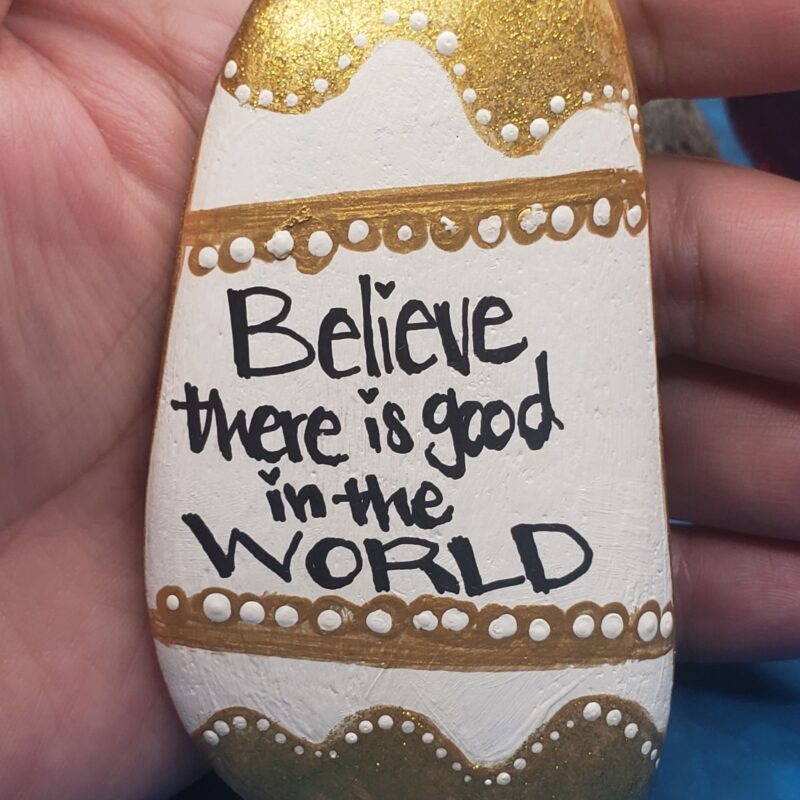 Believe
there is good
in the
WORLD